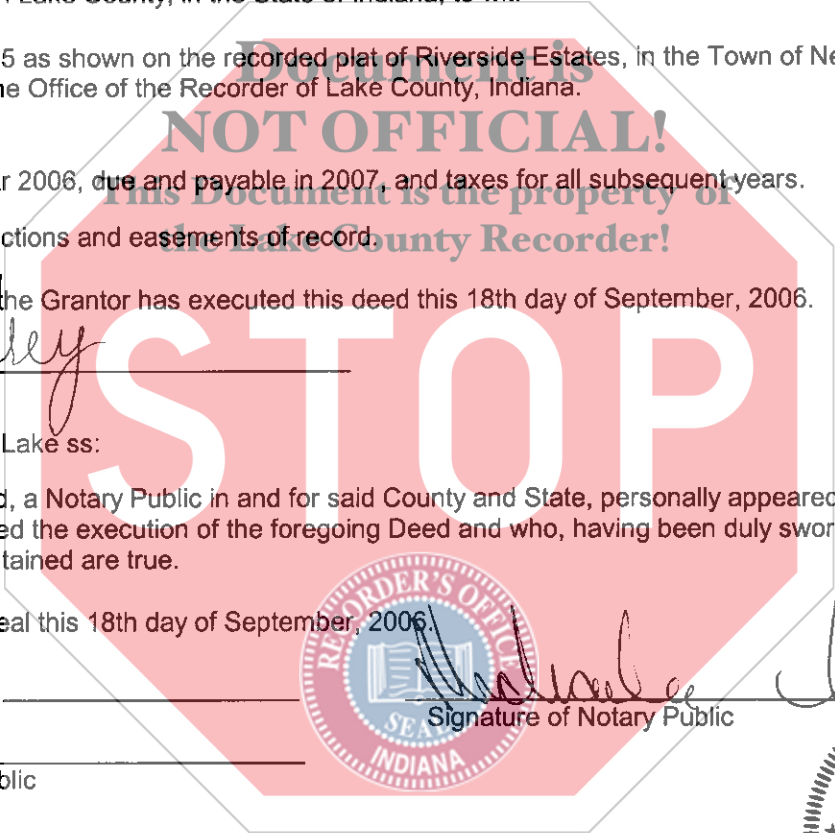 Lake County, in the State of Indiana, to wit:
5 as shown on the recorded plat of Riverside Estates, in the Town of Ne
e Office of the Recorder of Lake County, Indiana.
Document is
NOT OFFICIAL!
r 2006, due and payable in 2007, and taxes for all subsequent years.
This Document is the property of
ctions and easements of record.
the Lake County Recorder!
the Grantor has executed this deed this 18th day of September, 2006.
ley
STOP
Lake ss:
, a Notary Public in and for said County and State, personally appeared
ed the execution of the foregoing Deed and who, having been duly swor
tained are true.
eal this 18th day of September, 2006.
RECORDER'S OFFICE
SEAL
INDIANA
Signature of Notary Public
blic